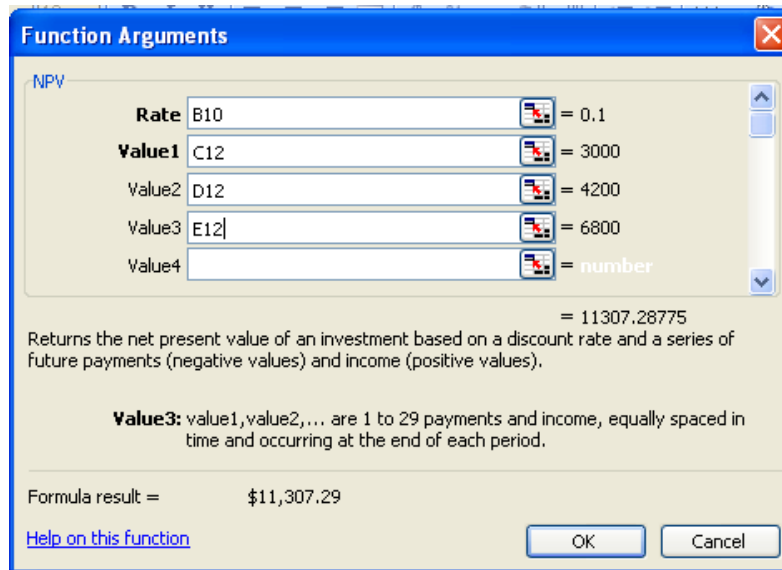 Function Arguments
NPV
Rate B10 = 0.1
Value1 C12 = 3000
Value2 D12 = 4200
Value3 E12 = 6800
Value4 = number
= 11307.28775
Returns the net present value of an investment based on a discount rate and a series of
future payments (negative values) and income (positive values).
Value3: value1,value2,... are 1 to 29 payments and income, equally spaced in
time and occurring at the end of each period.
Formula result = $11,307.29
Help on this function OK Cancel